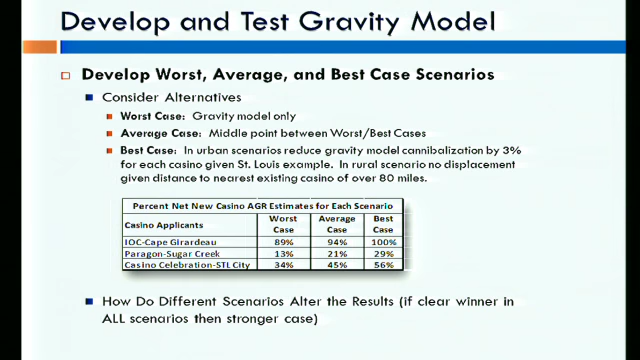 Develop and Test Gravity Model
Develop Worst, Average, and Best Case Scenarios
Consider Alternatives
Worst Case: Gravity model only
Average Case: Middle point between Worst/Best Cases
Best Case: In urban scenarios reduce gravity model cannibalization by 3%
for each casino given St. Louis example. In rural scenario no displacement
given distance to nearest existing casino of over 80 miles.
Percent Net New Casino AGR Estimates for Each Scenario
Casino Applicants Worst Case Average Case Best Case
IOC-Cape Girardeau 89% 94% 100%
Paragon-Sugar Creek 13% 21% 29%
Casino Celebration-STL City 34% 45% 56%
How Do Different Scenarios Alter the Results (if clear winner in
ALL scenarios then stronger case)